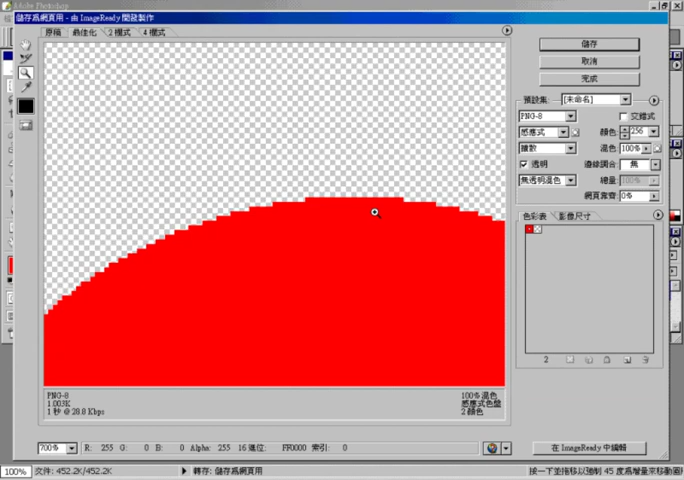 Adobe Photoshop
儲存為網頁用 - 由 ImageReady 開發製作
原稿 最佳化 2 欄式 4 欄式
儲存
取消
完成
預設集: [未命名]
PNG-8 交錯式
感應式 顏色: 256
擴散 混色: 100%
透明 邊緣調合: 無
無透明混色 總量: 100%
網頁靠齊: 0%
色彩表 影像尺寸
2
PNG-8
1.003K
1 秒 @ 28.8 Kbps
100% 混色
感應式色盤
2 顏色
700% R: 255 G: 0 B: 0 Alpha: 255 16 進位: FF0000 索引: 0
在 ImageReady 中編輯
100% 文件: 452.2K/452.2K 轉存: 儲存為網頁用 按一下並拖移以強制 45 度為增量來移動圖